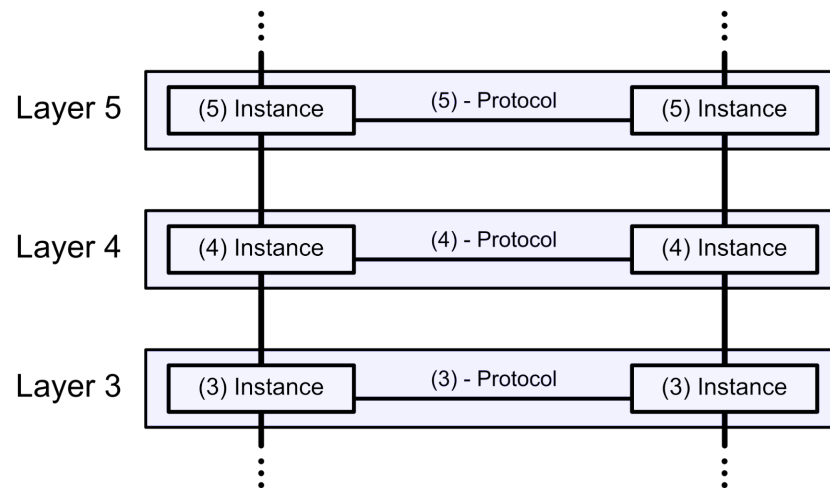 Layer 5
(5) Instance
(5) - Protocol
(5) Instance
Layer 4
(4) Instance
(4) - Protocol
(4) Instance
Layer 3
(3) Instance
(3) - Protocol
(3) Instance